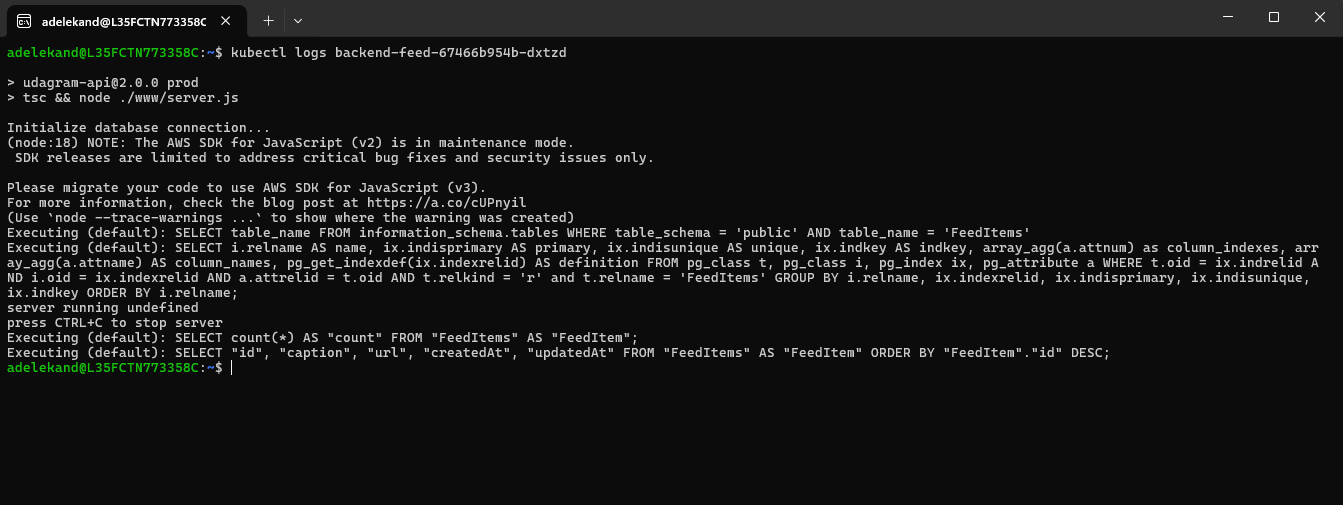 adelekand@L35FCTN773358C
adelekand@L35FCTN773358C:~$ kubectl logs backend-feed-67466b954b-dxtzd
> udagram-api@2.0.0 prod
> tsc && node ./www/server.js
Initialize database connection...
(node:18) NOTE: The AWS SDK for JavaScript (v2) is in maintenance mode.
SDK releases are limited to address critical bug fixes and security issues only.
Please migrate your code to use AWS SDK for JavaScript (v3).
For more information, check the blog post at https://a.co/cUPnyil
(Use `node --trace-warnings ...` to show where the warning was created)
Executing (default): SELECT table_name FROM information_schema.tables WHERE table_schema = 'public' AND table_name = 'FeedItems'
Executing (default): SELECT i.relname AS name, ix.indisprimary AS primary, ix.indisunique AS unique, ix.indkey AS indkey, array_agg(a.attnum) as column_indexes, arr
ay_agg(a.attname) AS column_names, pg_get_indexdef(ix.indexrelid) AS definition FROM pg_class t, pg_class i, pg_index ix, pg_attribute a WHERE t.oid = ix.indrelid A
ND i.oid = ix.indexrelid AND a.attrelid = t.oid AND t.relkind = 'r' and t.relname = 'FeedItems' GROUP BY i.relname, ix.indexrelid, ix.indisprimary, ix.indisunique,
ix.indkey ORDER BY i.relname;
server running undefined
press CTRL+C to stop server
Executing (default): SELECT count(*) AS "count" FROM "FeedItems" AS "FeedItem";
Executing (default): SELECT "id", "caption", "url", "createdAt", "updatedAt" FROM "FeedItems" AS "FeedItem" ORDER BY "FeedItem"."id" DESC;
adelekand@L35FCTN773358C:~$